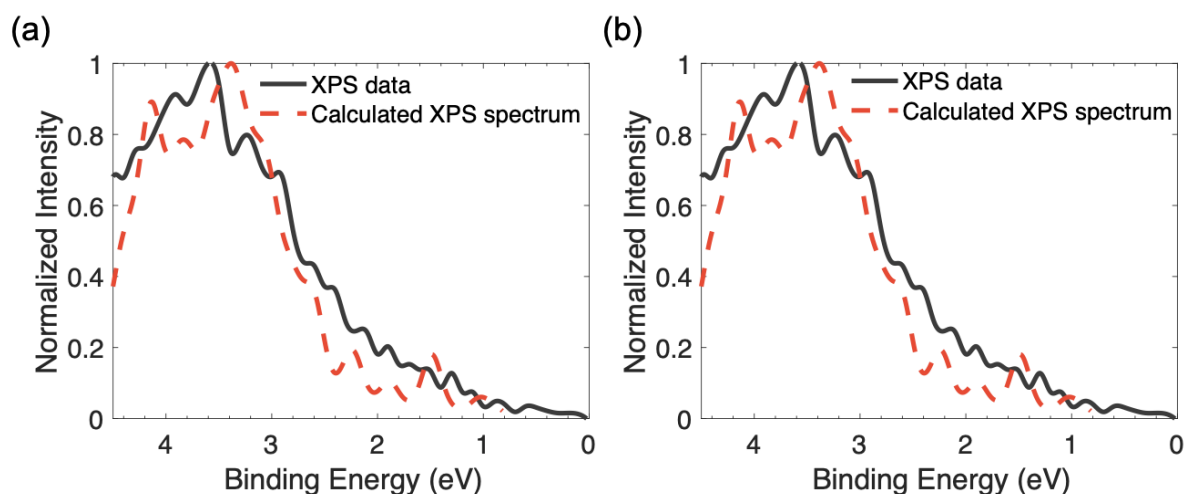 (a)
Normalized Intensity
1
0.8
0.6
0.4
0.2
0
XPS data
Calculated XPS spectrum
4 3 2 1 0
Binding Energy (eV)
(b)
Normalized Intensity
1
0.8
0.6
0.4
0.2
0
XPS data
Calculated XPS spectrum
4 3 2 1 0
Binding Energy (eV)